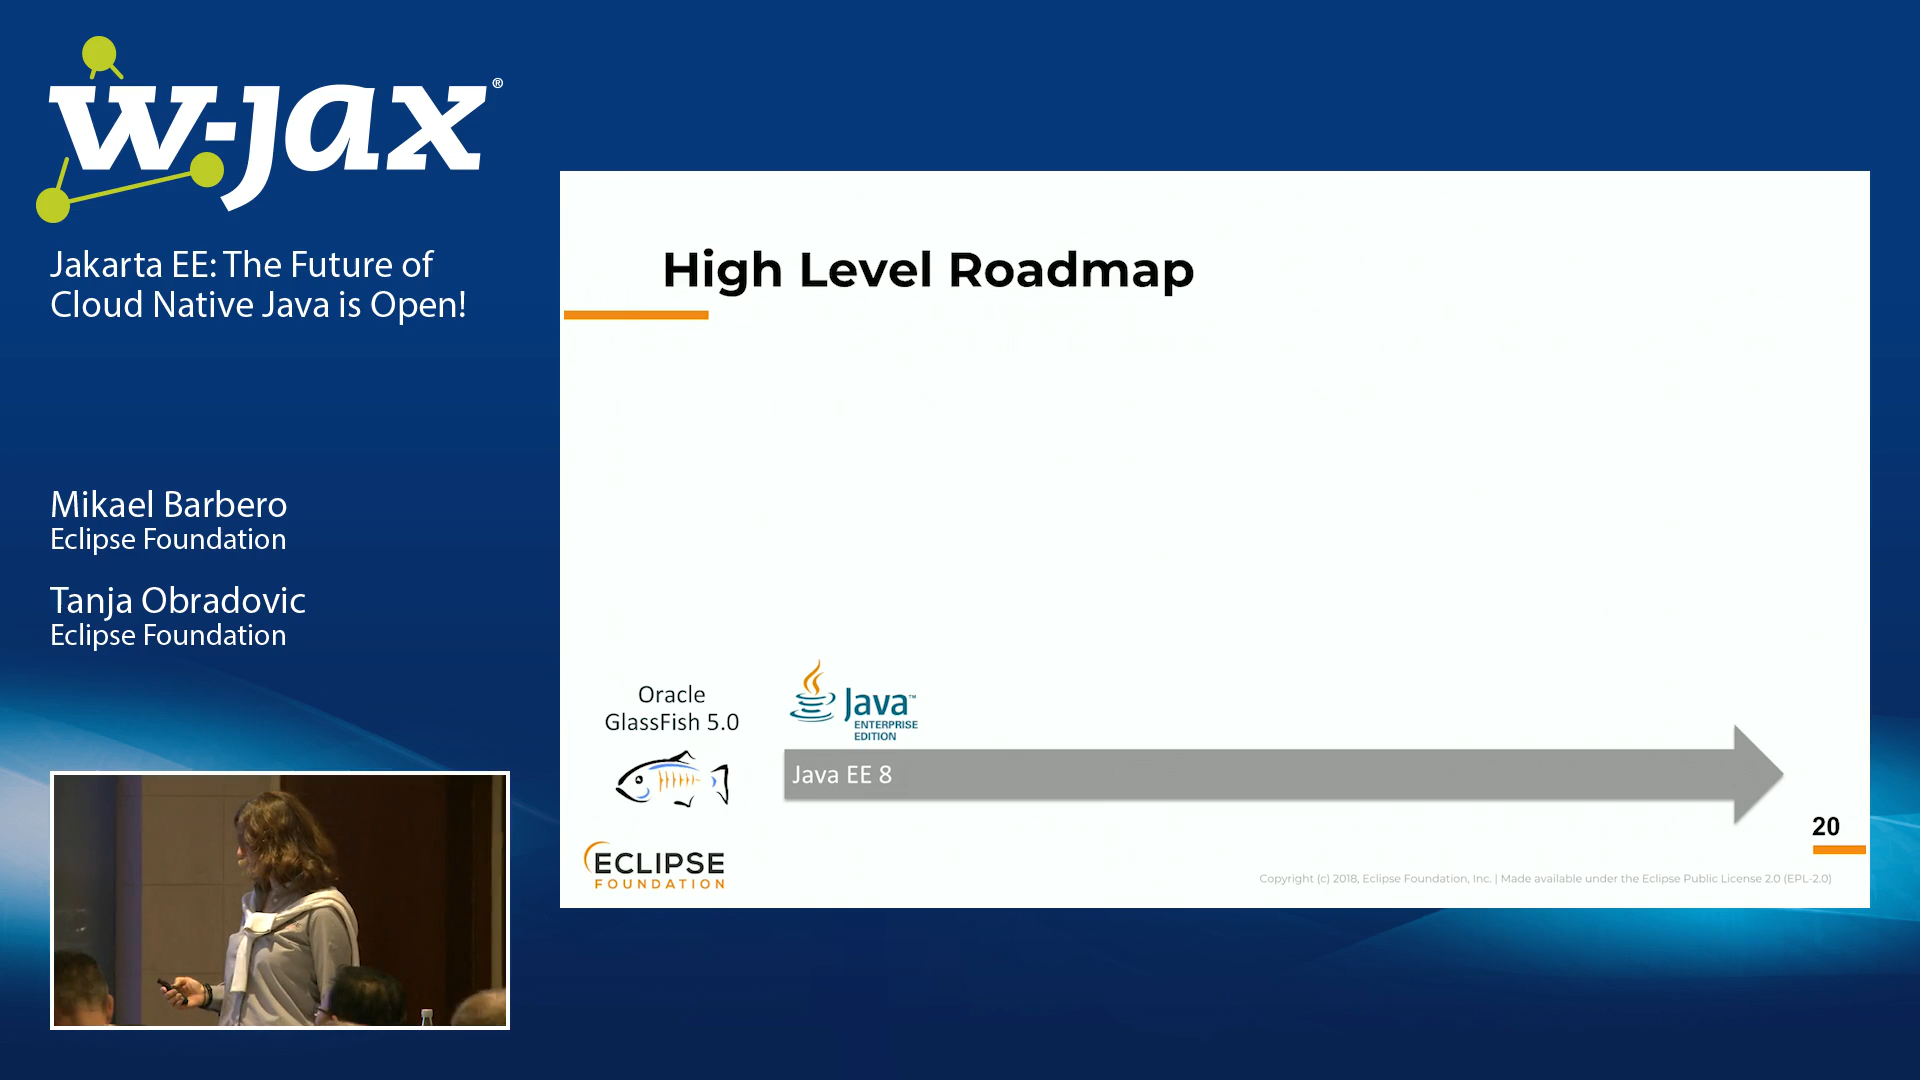 w-jax®
Jakarta EE: The Future of
Cloud Native Java is Open!
Mikael Barbero
Eclipse Foundation
Tanja Obradovic
Eclipse Foundation
High Level Roadmap
Oracle
GlassFish 5.0
Java™
ENTERPRISE
EDITION
Java EE 8
20
ECLIPSE
FOUNDATION
Copyright (c) 2018, Eclipse Foundation, Inc. | Made available under the Eclipse Public License 2.0 (EPL-2.0)